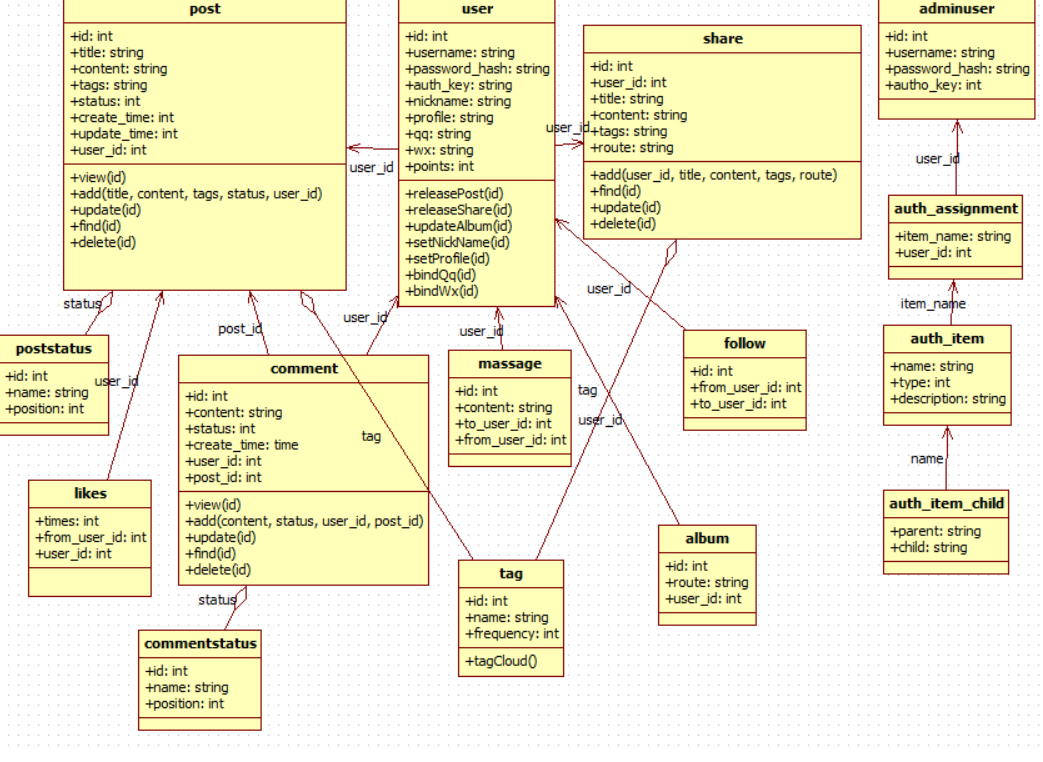 post
+id: int
+title: string
+content: string
+tags: string
+status: int
+create_time: int
+update_time: int
+user_id: int
+view(id)
+add(title, content, tags, status, user_id)
+update(id)
+find(id)
+delete(id)
user
+id: int
+username: string
+password_hash: string
+auth_key: string
+nickname: string
+profile: string
+qq: string
+wx: string
+points: int
+releasePost(id)
+releaseShare(id)
+updateAlbum(id)
+setNickName(id)
+setProfile(id)
+bindQq(id)
+bindWx(id)
share
+id: int
+user_id: int
+title: string
+content: string
+tags: string
+route: string
+add(user_id, title, content, tags, route)
+find(id)
+update(id)
+delete(id)
adminuser
+id: int
+username: string
+password_hash: string
+autho_key: int
user_id
user_id
user_id
auth_assignment
+item_name: string
+user_id: int
item_name
auth_item
+name: string
+type: int
+description: string
name
auth_item_child
+parent: string
+child: string
status
post_id
user_id
user_id
user_id
poststatus
+id: int
+name: string
+position: int
user_id
comment
+id: int
+content: string
+status: int
+create_time: time
+user_id: int
+post_id: int
+view(id)
+add(content, status, user_id, post_id)
+update(id)
+find(id)
+delete(id)
tag
massage
+id: int
+content: string
+to_user_id: int
+from_user_id: int
tag
user_id
follow
+id: int
+from_user_id: int
+to_user_id: int
likes
+times: int
+from_user_id: int
+user_id: int
status
commentstatus
+id: int
+name: string
+position: int
tag
+id: int
+name: string
+frequency: int
+tagCloud()
album
+id: int
+route: string
+user_id: int